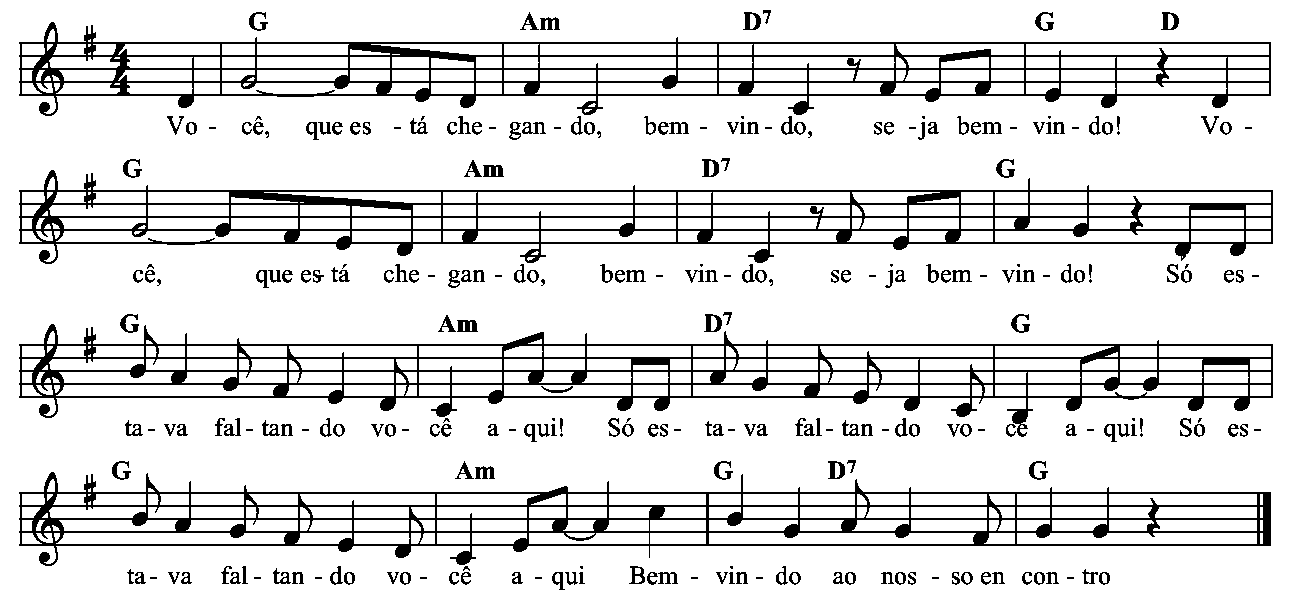 G Am D7 G D
4 4
Vo - cê, que es - tá che - gan - do, bem - vin - do, se - ja bem - vin - do! Vo -
G Am D7 G
cê, que es - tá che - gan - do, bem - vin - do, se - ja bem - vin - do! Só es -
G Am D7 G
ta - va fal - tan - do vo - cê a - qui! Só es - ta - va fal - tan - do vo - cê a - qui! Só es -
G Am G D7 G
ta - va fal - tan - do vo - cê a - qui Bem - vin - do ao nos - so en con - tro